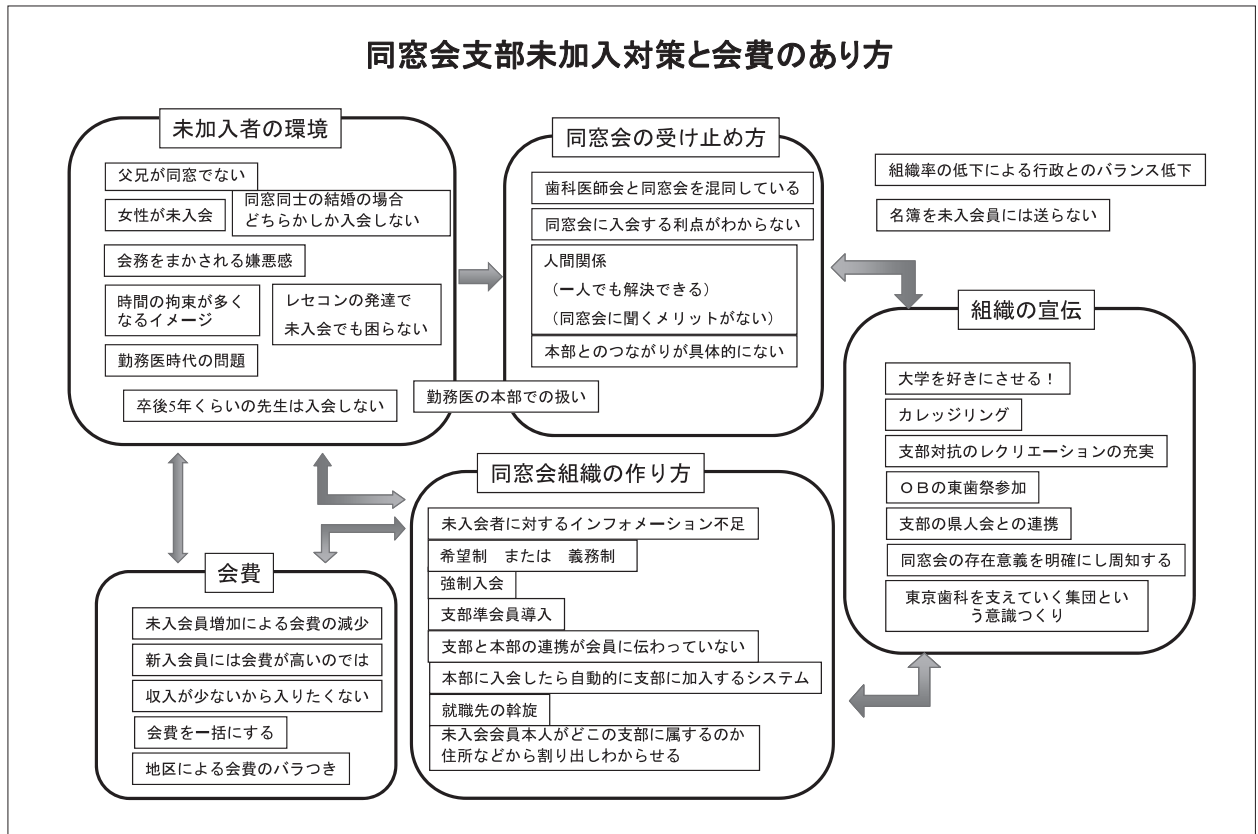 同窓会支部未加入対策と会費のあり方
未加入者の環境
父兄が同窓でない
女性が未入会
同窓同士の結婚の場合
どちらかしか入会しない
会務をまかされる嫌悪感
時間の拘束が多く
なるイメージ
レセコンの発達で
未入会でも困らない
勤務医時代の問題
卒後5年くらいの先生は入会しない
勤務医の本部での扱い
同窓会の受け止め方
歯科医師会と同窓会を混同している
同窓会に入会する利点がわからない
人間関係
（一人でも解決できる）
（同窓会に聞くメリットがない）
本部とのつながりが具体的にない
組織率の低下による行政とのバランス低下
名簿を未入会員には送らない
組織の宣伝
大学を好きにさせる！
カレッジリング
支部対抗のレクリエーションの充実
ＯＢの東歯祭参加
支部の県人会との連携
同窓会の存在意義を明確にし周知する
東京歯科を支えていく集団とい
う意識つくり
会費
未入会員増加による会費の減少
新入会員には会費が高いのでは
収入が少ないから入りたくない
会費を一括にする
地区による会費のバラつき
同窓会組織の作り方
未入会者に対するインフォメーション不足
希望制　または　義務制
強制入会
支部準会員導入
支部と本部の連携が会員に伝わっていない
本部に入会したら自動的に支部に加入するシステム
就職先の斡旋
未入会会員本人がどこの支部に属するのか
住所などから割り出しわからせる